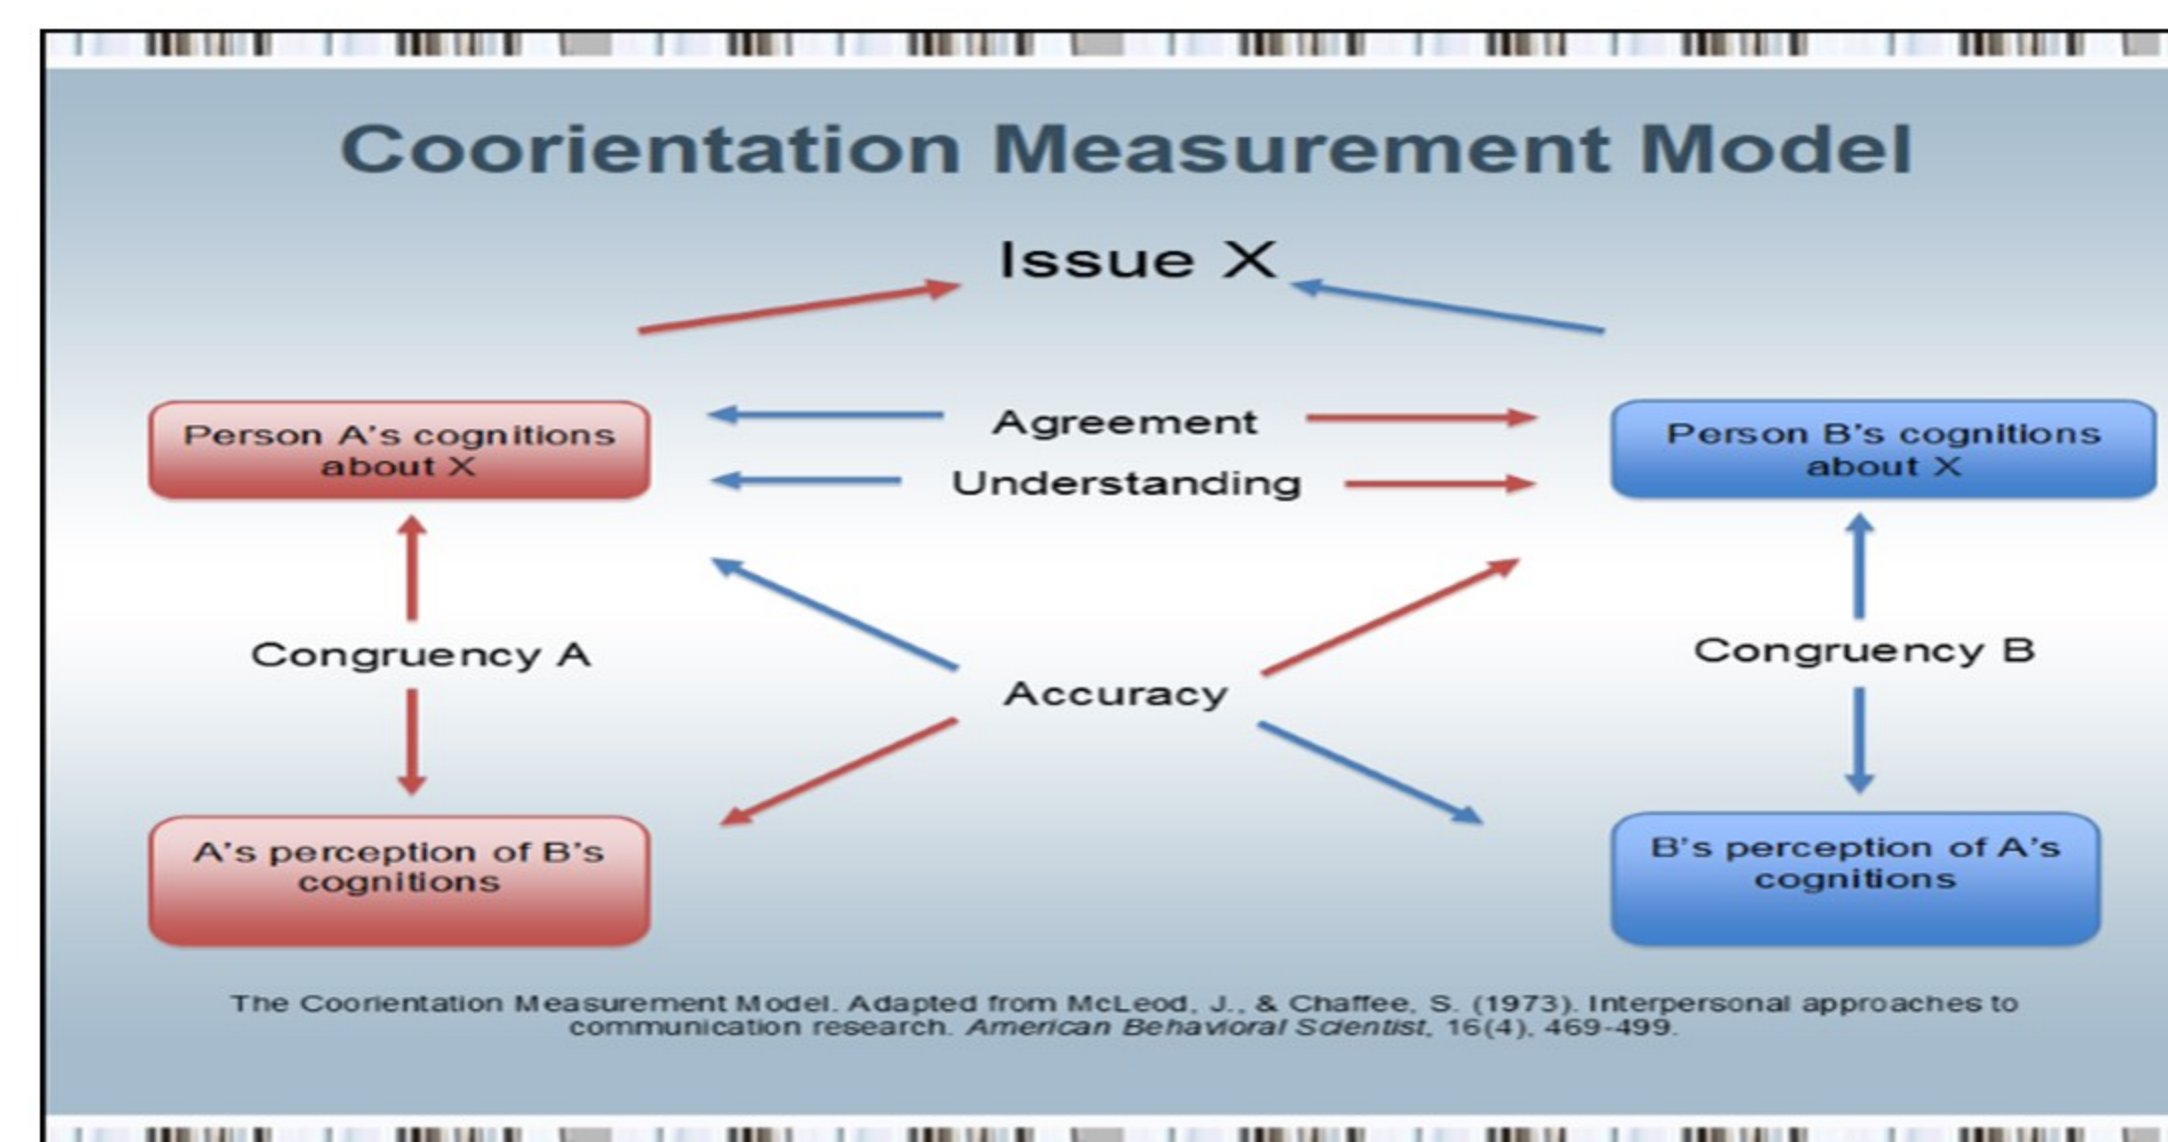 Coorientation Measurement Model
Issue X
Agreement
Person A's cognitions
about X
Person B's cognitions
about X
Understanding
Congruency A
Congruency B
Accuracy
A's perception of B's
cognitions
B's perception of A's
cognitions
The Coorientation Measurement Model. Adapted from McLeod, J., & Chaffee, S. (1973). Interpersonal approaches to
communication research. American Behavioral Scientist, 16(4), 469-499.